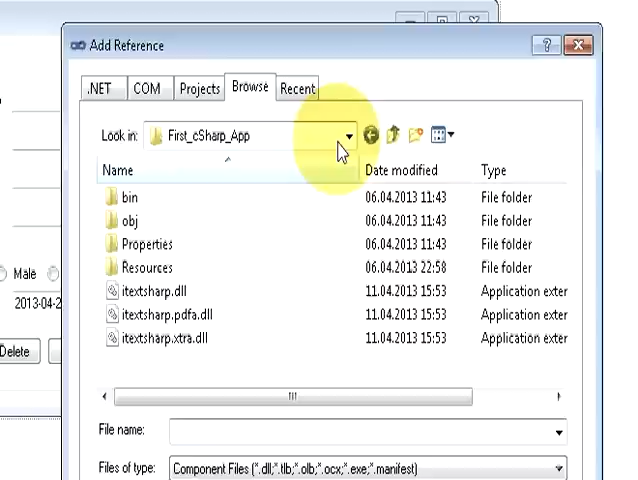 Add Reference
.NET COM Projects Browse Recent
Look in: First_cSharp_App
Name Date modified Type
bin 06.04.2013 11:43 File folder
obj 06.04.2013 11:43 File folder
Properties 06.04.2013 11:43 File folder
Resources 06.04.2013 22:58 File folder
itextsharp.dll 11.04.2013 15:53 Application exter
itextsharp.pdfa.dll 11.04.2013 15:53 Application exter
itextsharp.xtra.dll 11.04.2013 15:53 Application exter
File name:
Files of type: Component Files (*.dll;*.tlb;*.olb;*.ocx;*.exe;*.manifest)
Male
2013-04-2
Delete